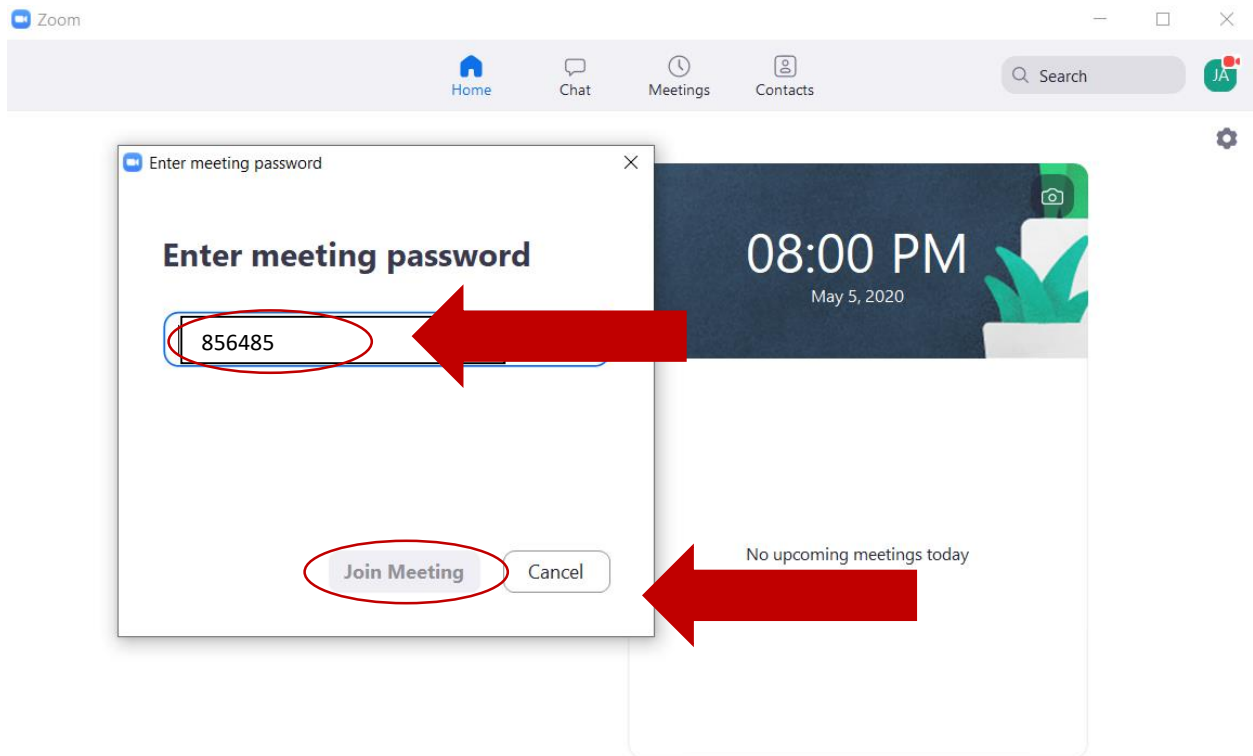 Zoom
Home
Chat
Meetings
Contacts
Search
JA
Enter meeting password
Enter meeting password
856485
Join Meeting
Cancel
08:00 PM
May 5, 2020
No upcoming meetings today